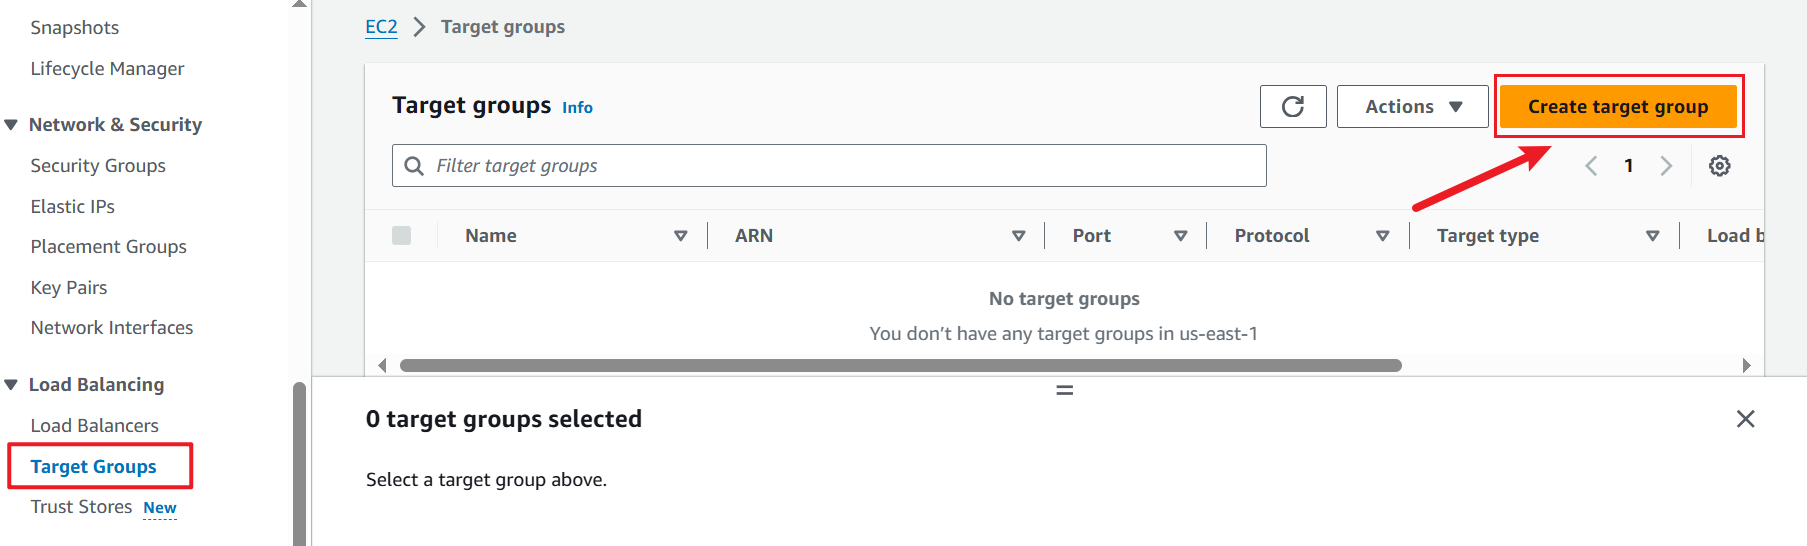 Snapshots
Lifecycle Manager
Network & Security
Security Groups
Elastic IPs
Placement Groups
Key Pairs
Network Interfaces
Load Balancing
Load Balancers
Target Groups
Trust Stores New
EC2 Target groups
Target groups Info
Actions
Create target group
Filter target groups
1
Name ARN Port Protocol Target type Load b
No target groups
You don't have any target groups in us-east-1
0 target groups selected
Select a target group above.